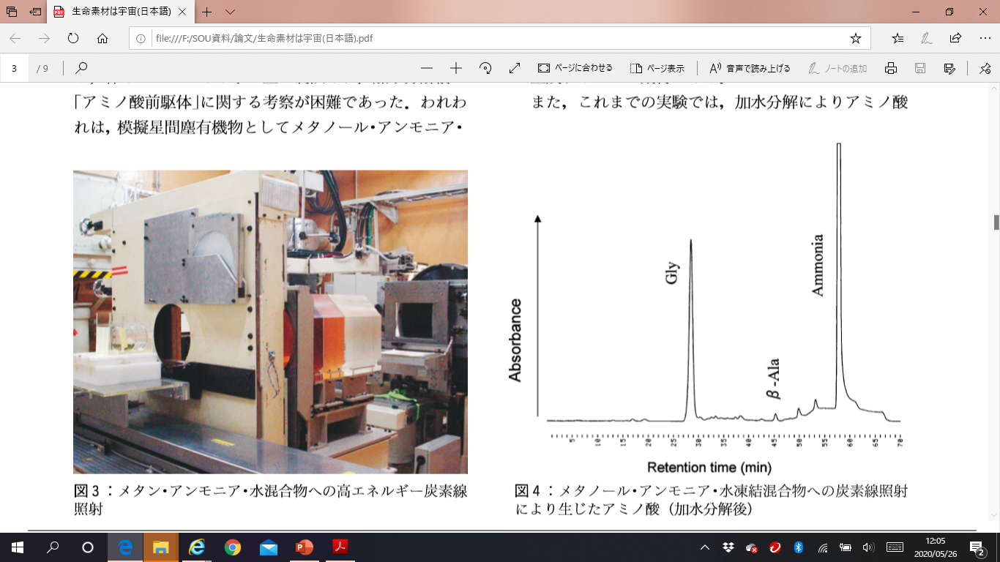 生命素材は宇宙(日本語)
file:///F:/SOU資料/論文/生命素材は宇宙(日本語).pdf
3 / 9
ページに合わせる
ページ表示
音声で読み上げる
ノートの追加
「アミノ酸前駆体」に関する考察が困難であった．われわ
れは，模擬星間塵有機物としてメタノール・アンモニア・
また，これまでの実験では，加水分解によりアミノ酸
Gly
β-Ala
Ammonia
Absorbance
5 10 15 20 25 30 35 40 45 50 55 60 65 70
Retention time (min)
図3：メタン・アンモニア・水混合物への高エネルギー炭素線
照射
図4：メタノール・アンモニア・水凍結混合物への炭素線照射
により生じたアミノ酸（加水分解後）
12:05
2020/05/26
2